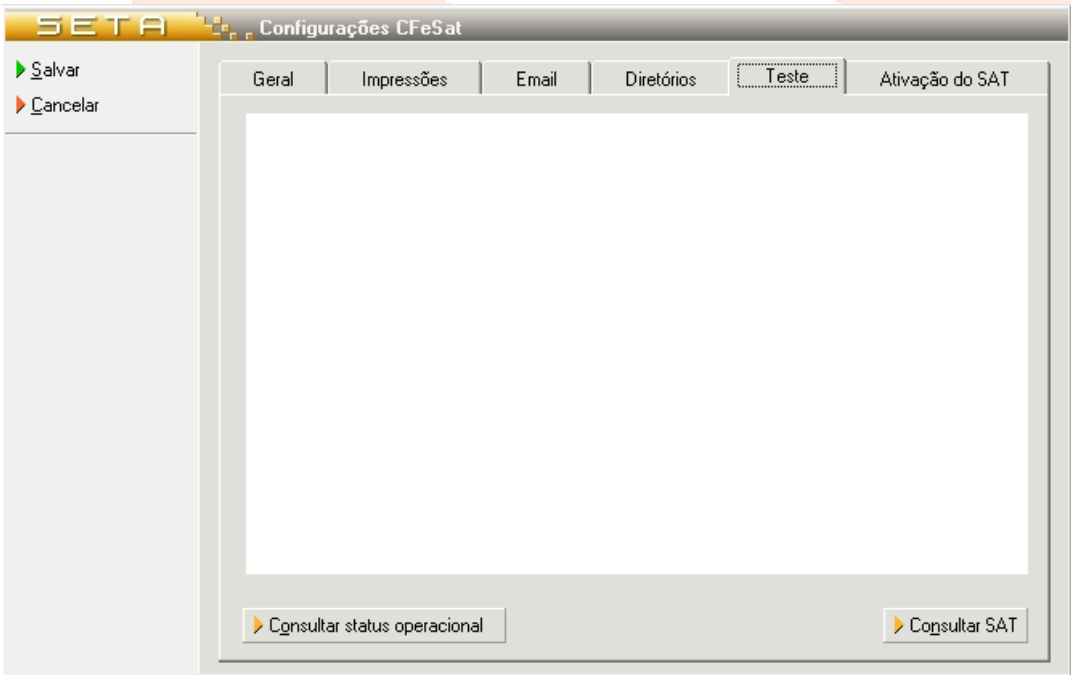 SETA Configurações CFeSat
Salvar
Cancelar
Geral Impressões Email Diretórios Teste Ativação do SAT
Consultar status operacional Consultar SAT